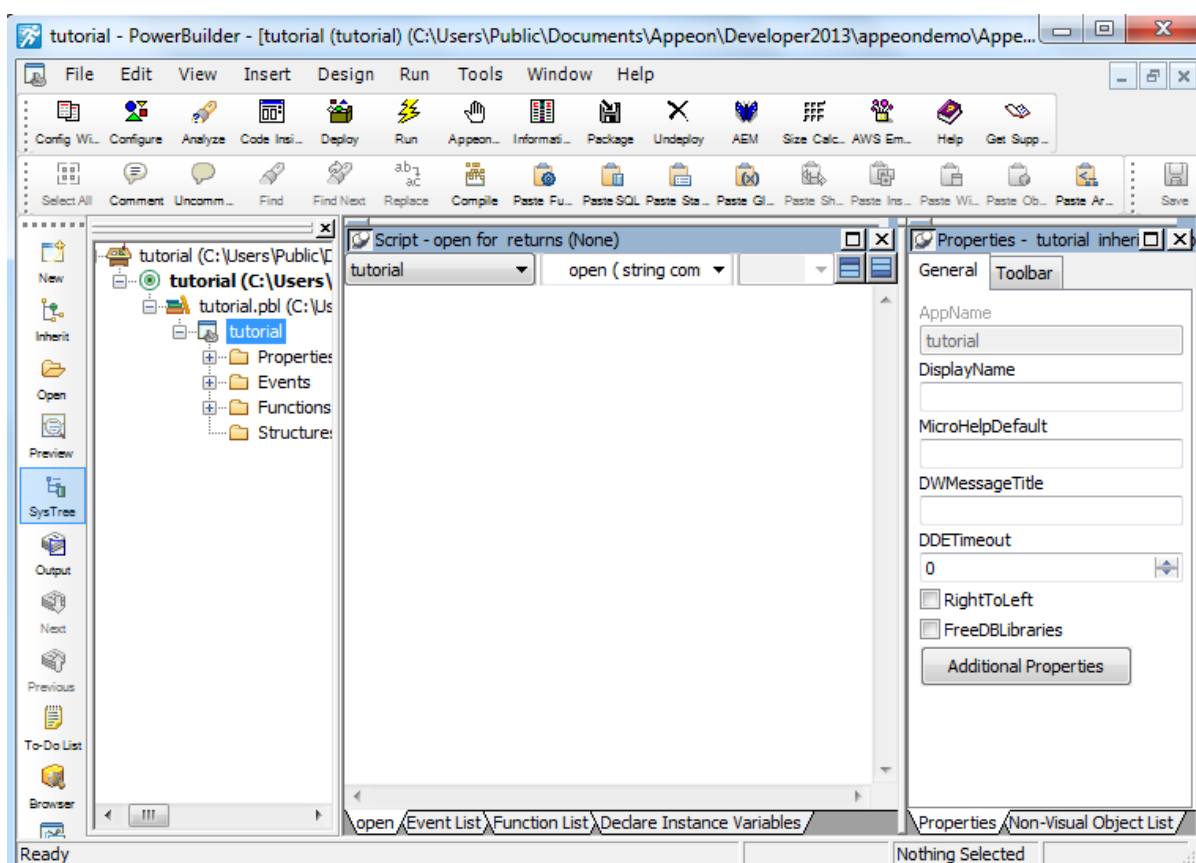 tutorial - PowerBuilder - [tutorial (tutorial) (C:\Users\Public\Documents\Appeon\Developer2013\appeondemo\Appe...
File Edit View Insert Design Run Tools Window Help
Config Wi... Configure Analyze Code Insi... Deploy Run Appeon... Informati... Package Undeploy AEM Size Calc... AWS Em... Help Get Supp...
Select All Comment Uncomm... Find Find Next Replace Compile Paste Fu... Paste SQL Paste Sta... Paste Gl... Paste Sh... Paste Ins... Paste Wi... Paste Ob... Paste Ar... Save
New
Inherit
Open
Preview
SysTree
Output
Next
Previous
To-Do List
Browser
tutorial (C:\Users\Public\D
tutorial (C:\Users\
tutorial.pbl (C:\Us
tutorial
Properties
Events
Functions
Structures
Script - open for returns (None)
tutorial open ( string com
open Event List Function List Declare Instance Variables
Properties - tutorial inheri
General Toolbar
AppName
tutorial
DisplayName
MicroHelpDefault
DWMessageTitle
DDETimeout
0
RightToLeft
FreeDBLibraries
Additional Properties
Properties Non-Visual Object List
Ready Nothing Selected